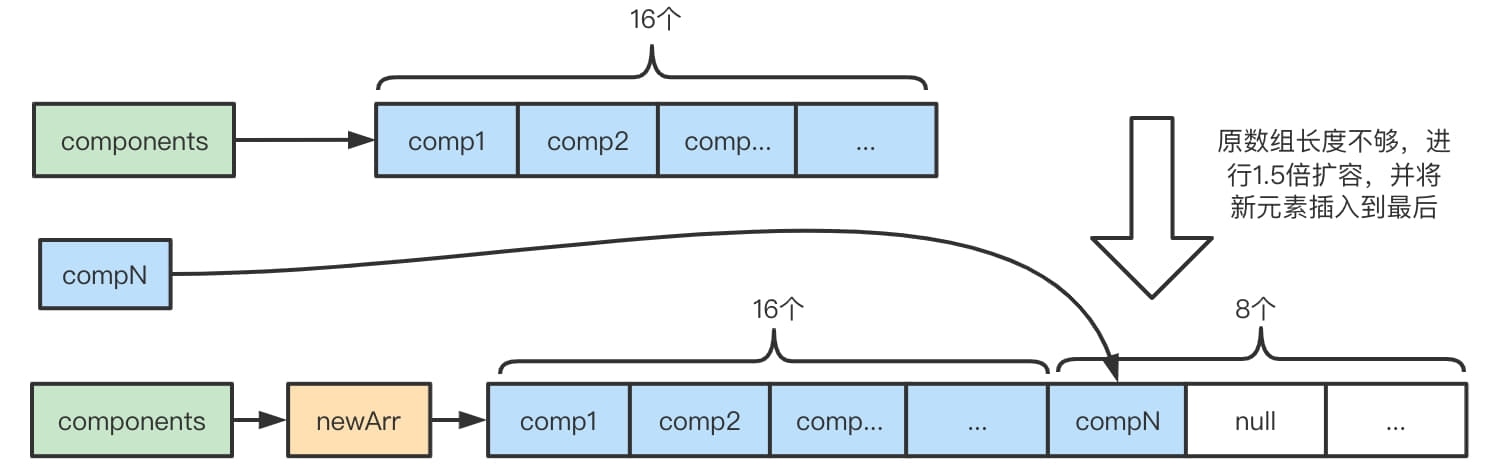 16个
components
comp1
comp2
comp...
...
原数组长度不够，进
行1.5倍扩容，并将
新元素插入到最后
compN
16个
8个
components
newArr
comp1
comp2
comp...
...
compN
null
...